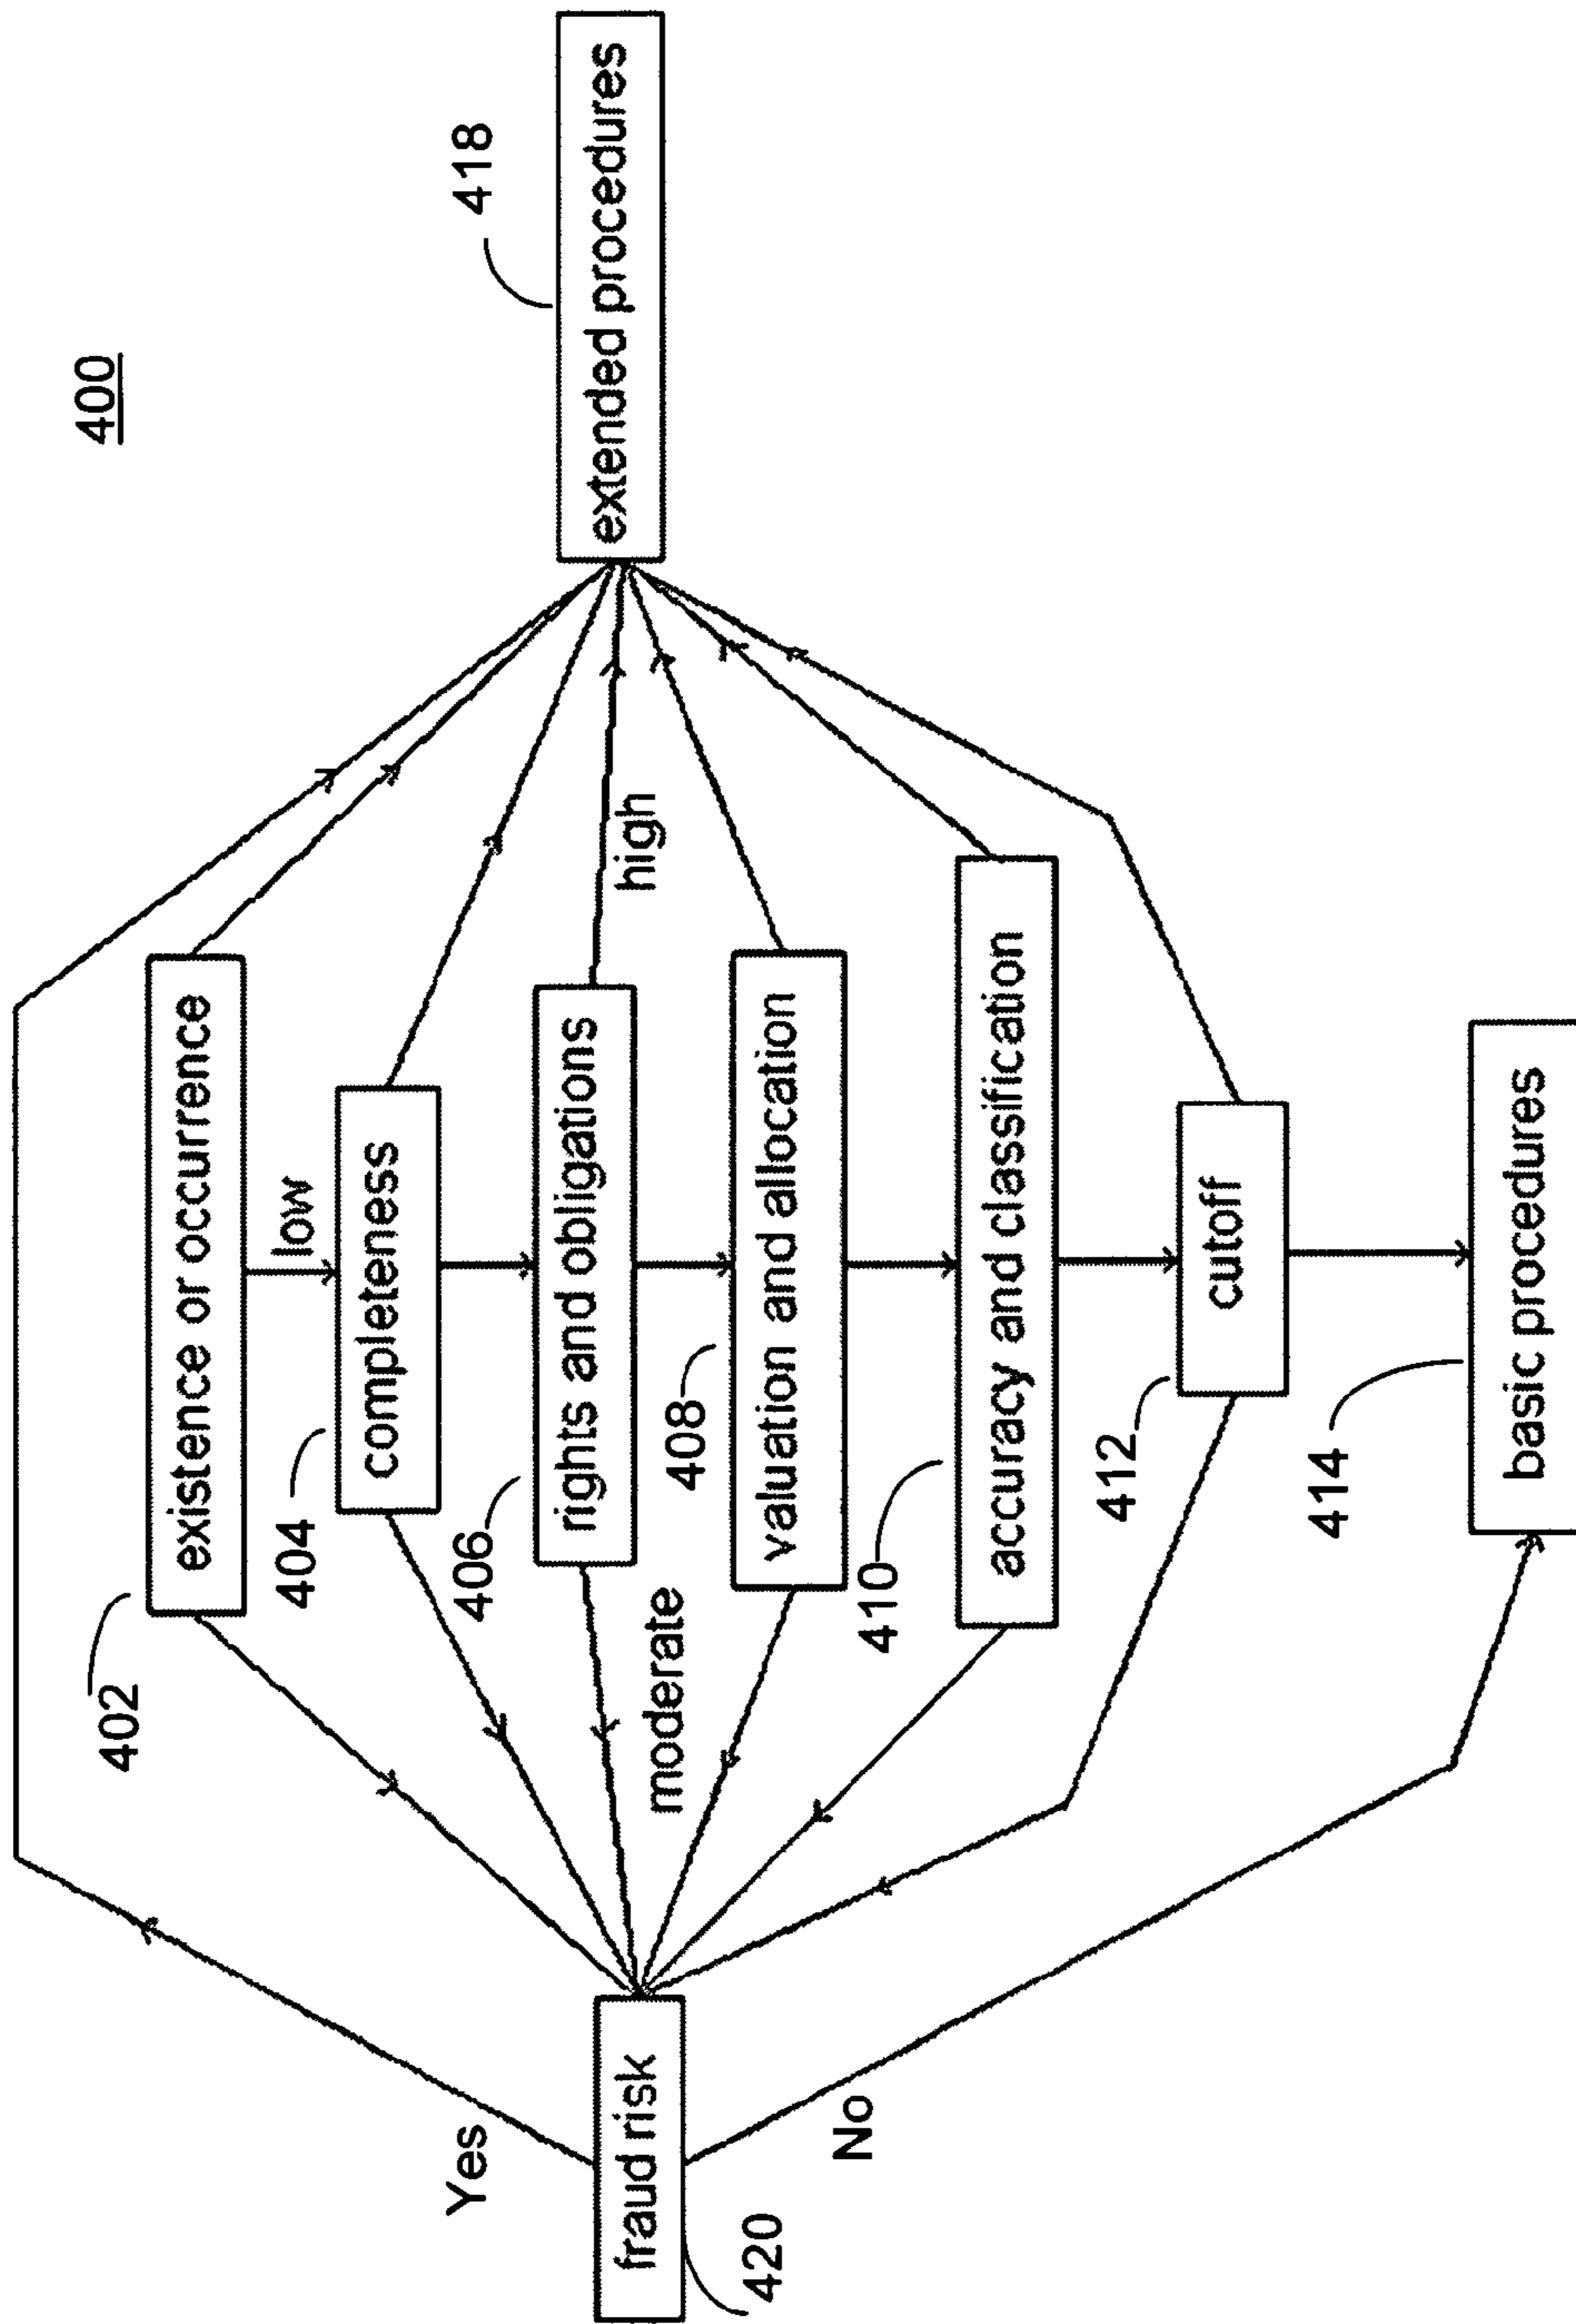 400
402
existence or occurrence
low
404
completeness
406
rights and obligations
moderate
high
408
valuation and allocation
410
accuracy and classification
412
cutoff
414
basic procedures
418
extended procedures
Yes
fraud risk
420
No